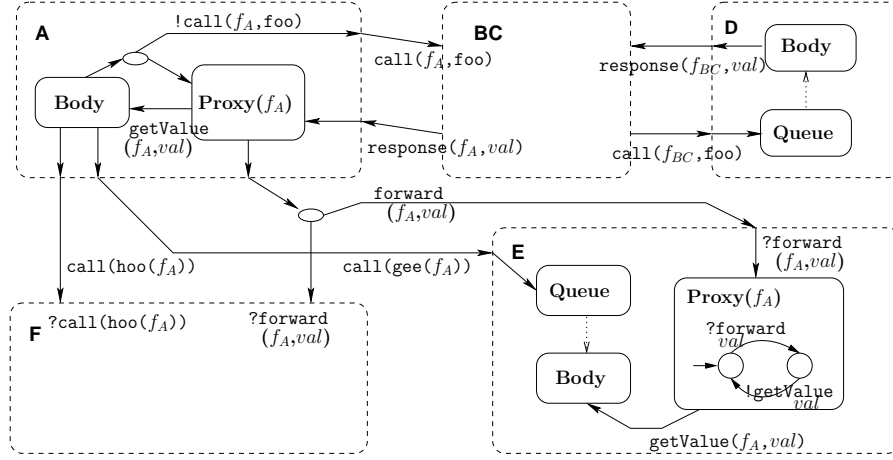 A
!call(f_A,foo)
call(f_A,foo)
Body
Proxy(f_A)
getValue
(f_A,val)
response(f_A,val)
BC
D
Body
response(f_BC,val)
Queue
call(f_BC,foo)
forward
(f_A,val)
call(hoo(f_A))
call(gee(f_A))
E
?forward
(f_A,val)
Queue
Proxy(f_A)
F
?call(hoo(f_A))
?forward
(f_A,val)
?forward
val
Body
!getValue
val
getValue(f_A,val)